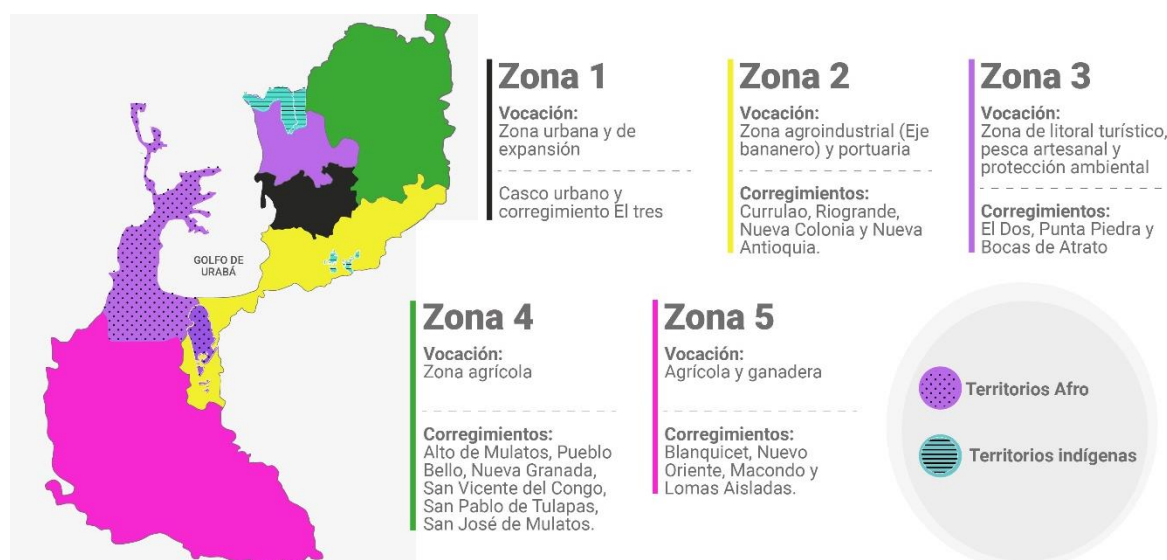 GOLFO DE
URABÁ
Zona 1
Vocación:
Zona urbana y de
expansión
Casco urbano y
corregimiento El tres
Zona 2
Vocación:
Zona agroindustrial (Eje
bananero) y portuaria
Corregimientos:
Currulao, Riogrande,
Nueva Colonia y Nueva
Antioquia.
Zona 3
Vocación:
Zona de litoral turístico,
pesca artesanal y
protección ambiental
Corregimientos:
El Dos, Punta Piedra y
Bocas de Atrato
Zona 4
Vocación:
Zona agrícola
Corregimientos:
Alto de Mulatos, Pueblo
Bello, Nueva Granada,
San Vicente del Congo,
San Pablo de Tulapas,
San José de Mulatos.
Zona 5
Vocación:
Agrícola y ganadera
Corregimientos:
Blanquicet, Nuevo
Oriente, Macondo y
Lomas Aisladas.
Territorios Afro
Territorios indígenas